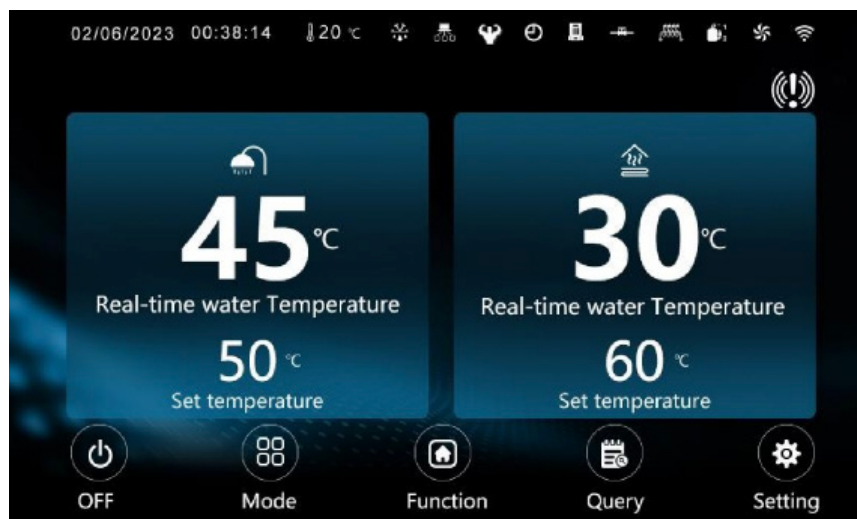 02/06/2023 00:38:14 20 ℃
45℃
Real-time water Temperature
50 ℃
Set temperature
30℃
Real-time water Temperature
60 ℃
Set temperature
OFF Mode Function Query Setting